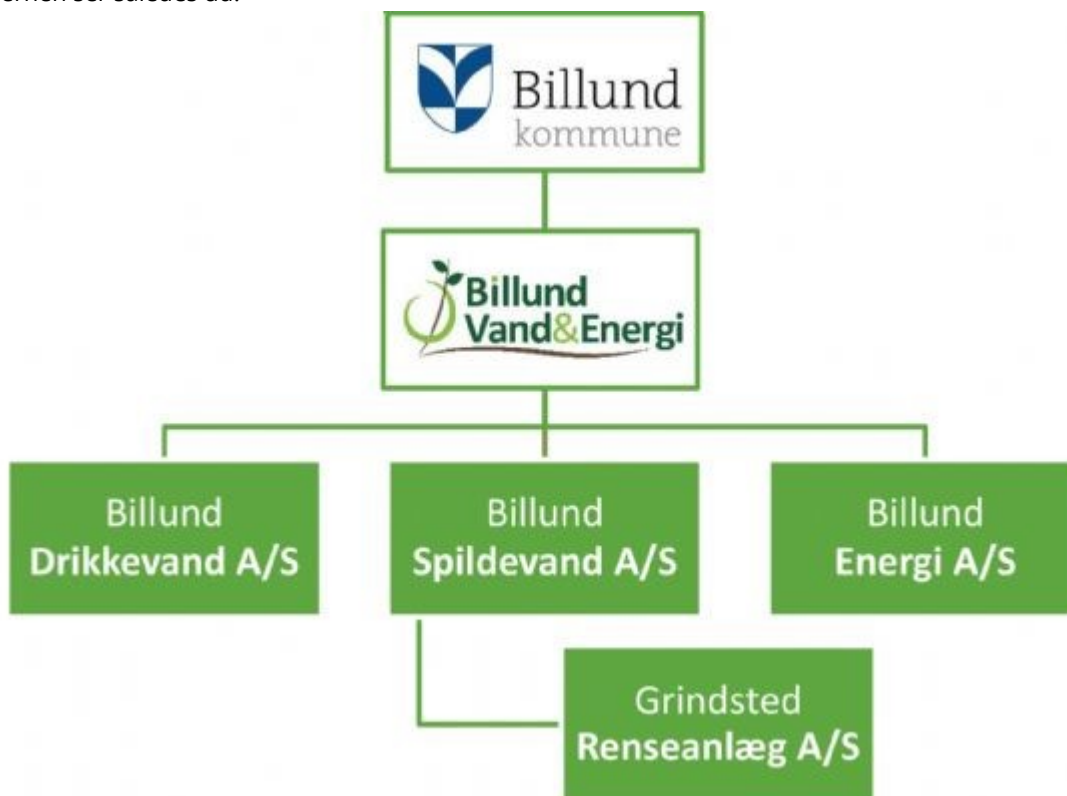 Billund
kommune
Billund
Vand&Energi
Billund
Drikkevand A/S
Billund
Spildevand A/S
Billund
Energi A/S
Grindsted
Renseanlæg A/S